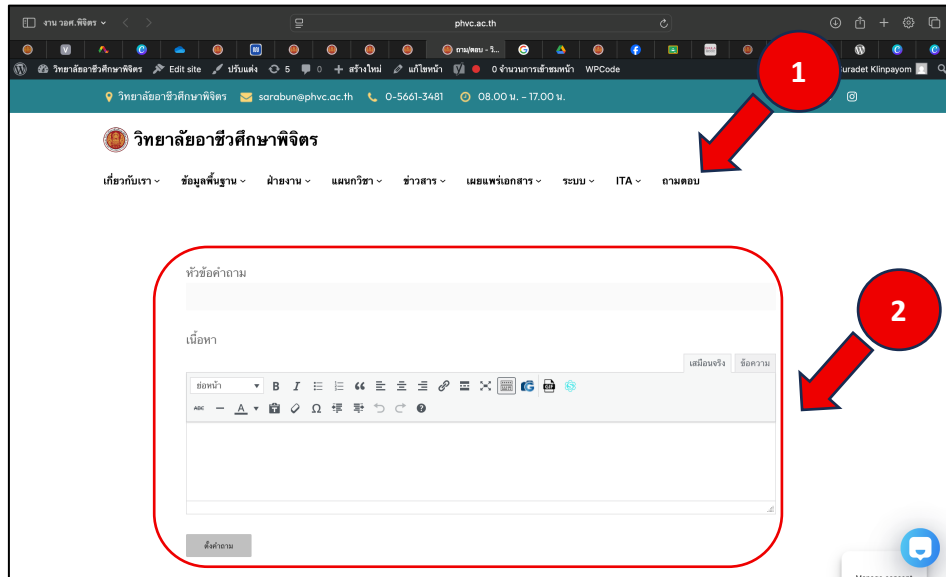 งาน วอศ.พิจิตร
phvc.ac.th
ถาม/ตอบ - ว...
วิทยาลัยอาชีวศึกษาพิจิตร Edit site ปรับแต่ง 5 0 สร้างใหม่ แก้ไขหน้า 0 จำนวนการเข้าชมหน้า WPCode Klinpayom
1
วิทยาลัยอาชีวศึกษาพิจิตร sarabun@phvc.ac.th 0-5661-3481 08.00 น. – 17.00 น.
วิทยาลัยอาชีวศึกษาพิจิตร
เกี่ยวกับเรา ข้อมูลพื้นฐาน ฝ่ายงาน แผนกวิชา ข่าวสาร เผยแพร่เอกสาร ระบบ ITA ถามตอบ
หัวข้อคำถาม
2
เนื้อหา
เสมือนจริง ข้อความ
ย่อหน้า B I GIF
ABC A Ω
ตั้งคำถาม